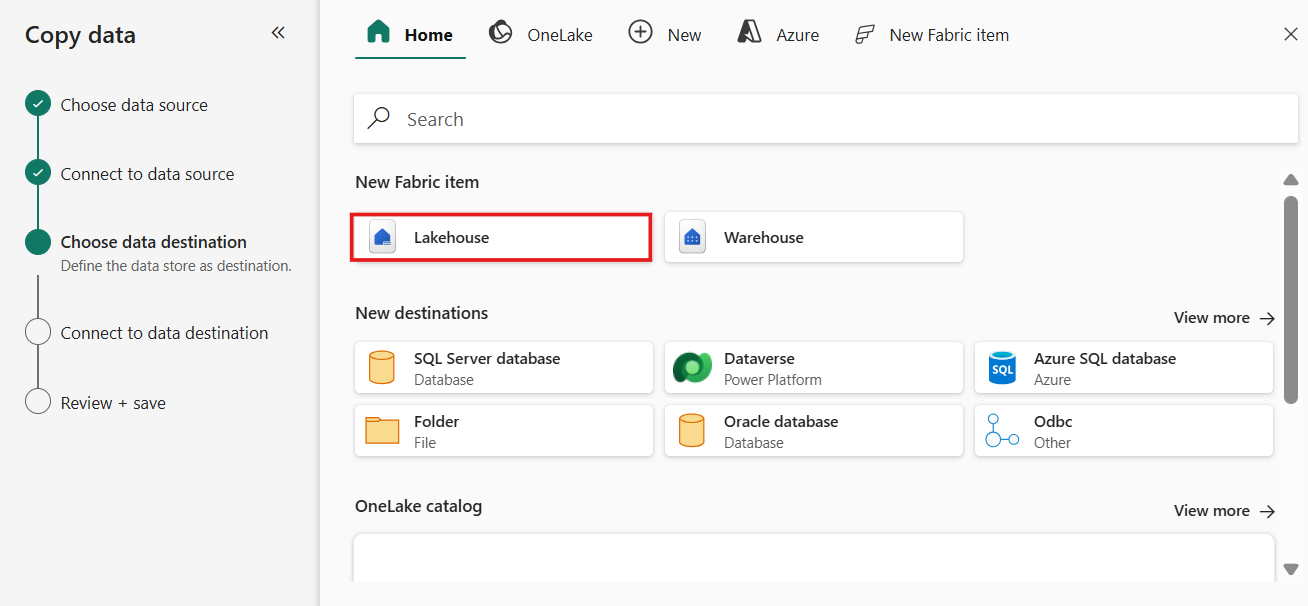 Copy data
Choose data source
Connect to data source
Choose data destination
Define the data store as destination.
Connect to data destination
Review + save
Home
OneLake
New
Azure
New Fabric item
Search
New Fabric item
Lakehouse
Warehouse
New destinations
View more
SQL Server database
Database
Dataverse
Power Platform
SQL
Azure SQL database
Azure
Folder
File
Oracle database
Database
Odbc
Other
OneLake catalog
View more